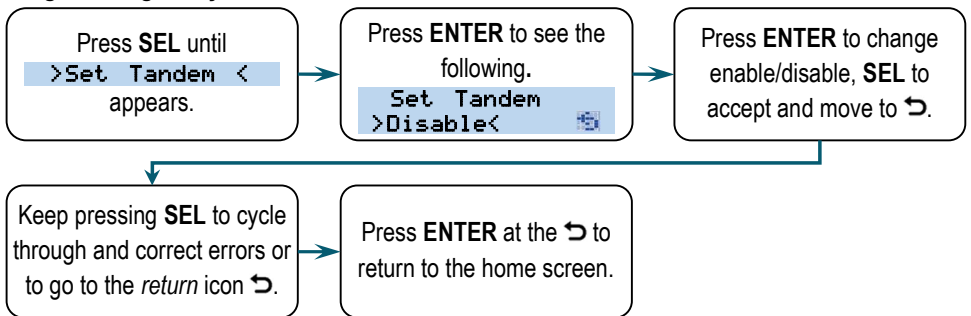 Press SEL until
>Set Tandem <
appears.
Press ENTER to see the
following.
Set Tandem
>Disable<
Press ENTER to change
enable/disable, SEL to
accept and move to ⮌.
Keep pressing SEL to cycle
through and correct errors or
to go to the return icon ⮌.
Press ENTER at the ⮌ to
return to the home screen.